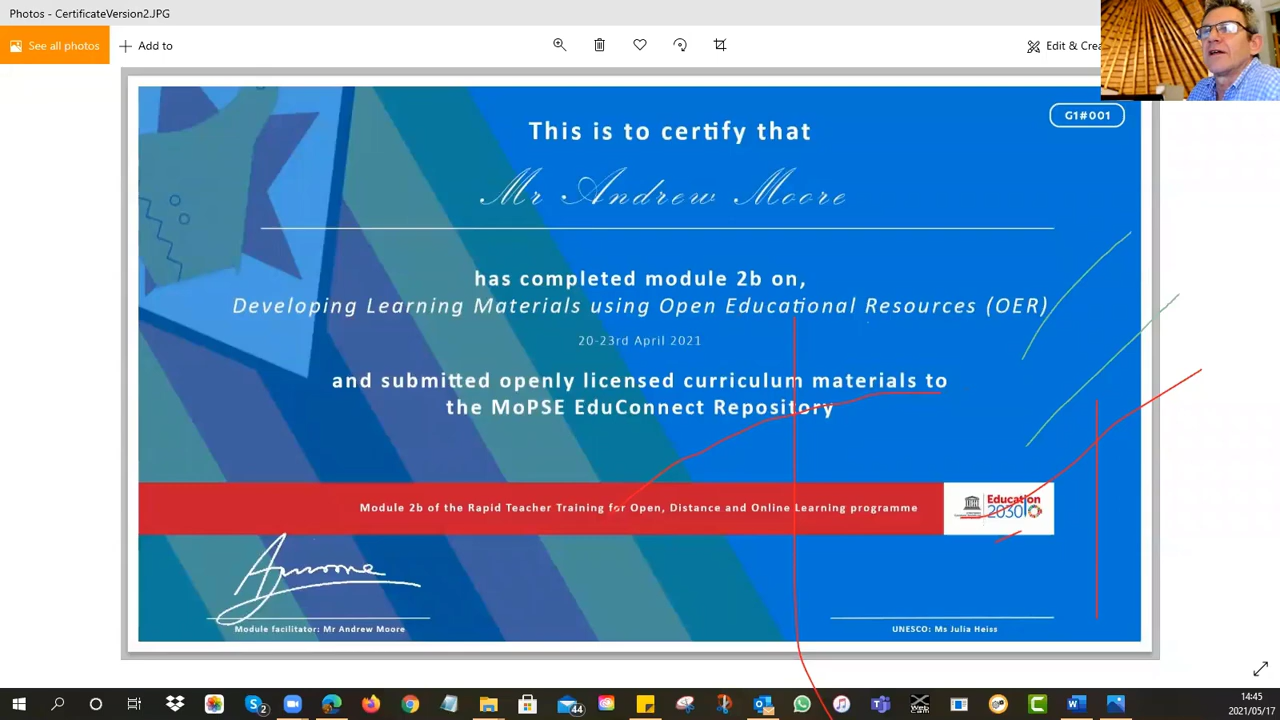 Photos - CertificateVersion2.JPG
See all photos
Add to
Edit & Crea
This is to certify that
G1#001
Mr Andrew Moore
has completed module 2b on,
Developing Learning Materials using Open Educational Resources (OER)
20-23rd April 2021
and submitted openly licensed curriculum materials to
the MoPSE EduConnect Repository
Module 2b of the Rapid Teacher Training for Open, Distance and Online Learning programme
Education
2030
Module facilitator: Mr Andrew Moore
UNESCO: Ms Julia Heiss
2
44
14:45
2021/05/17